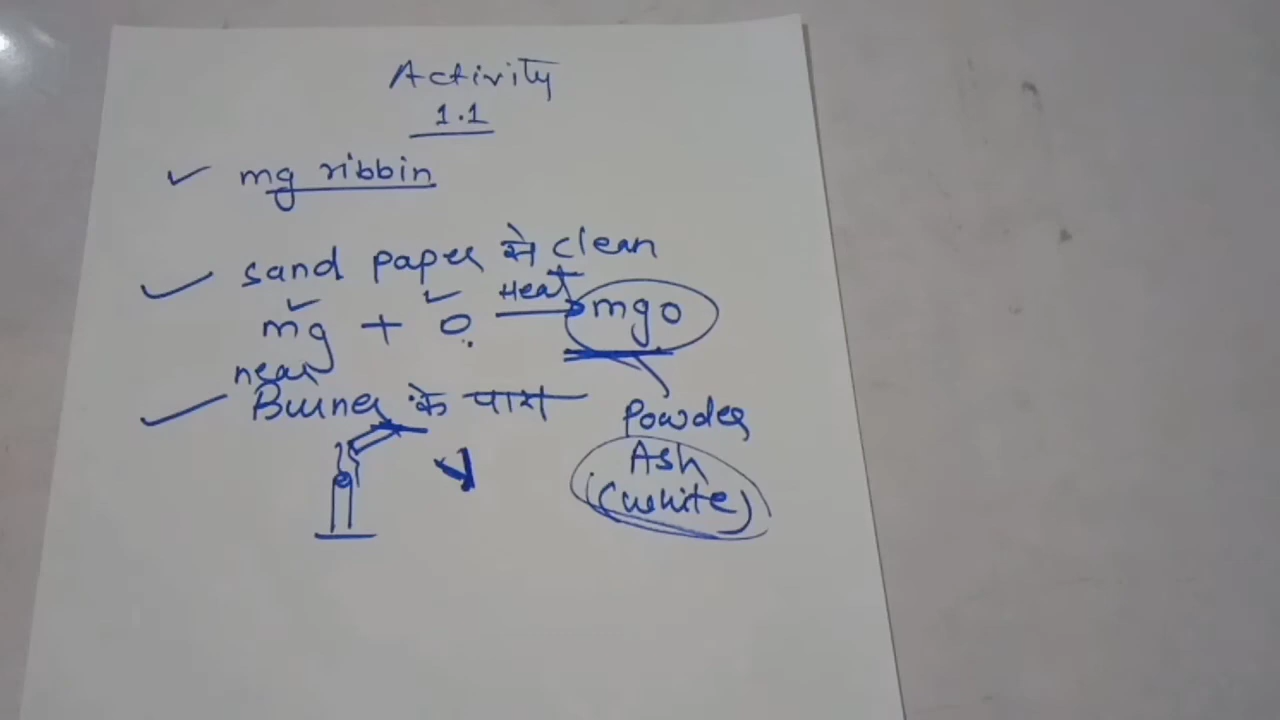 Activity
1.1
mg ribbin
sand paper से clean
mg + O Heat mgo
near
Burner के पास
Powder
Ash
(white)